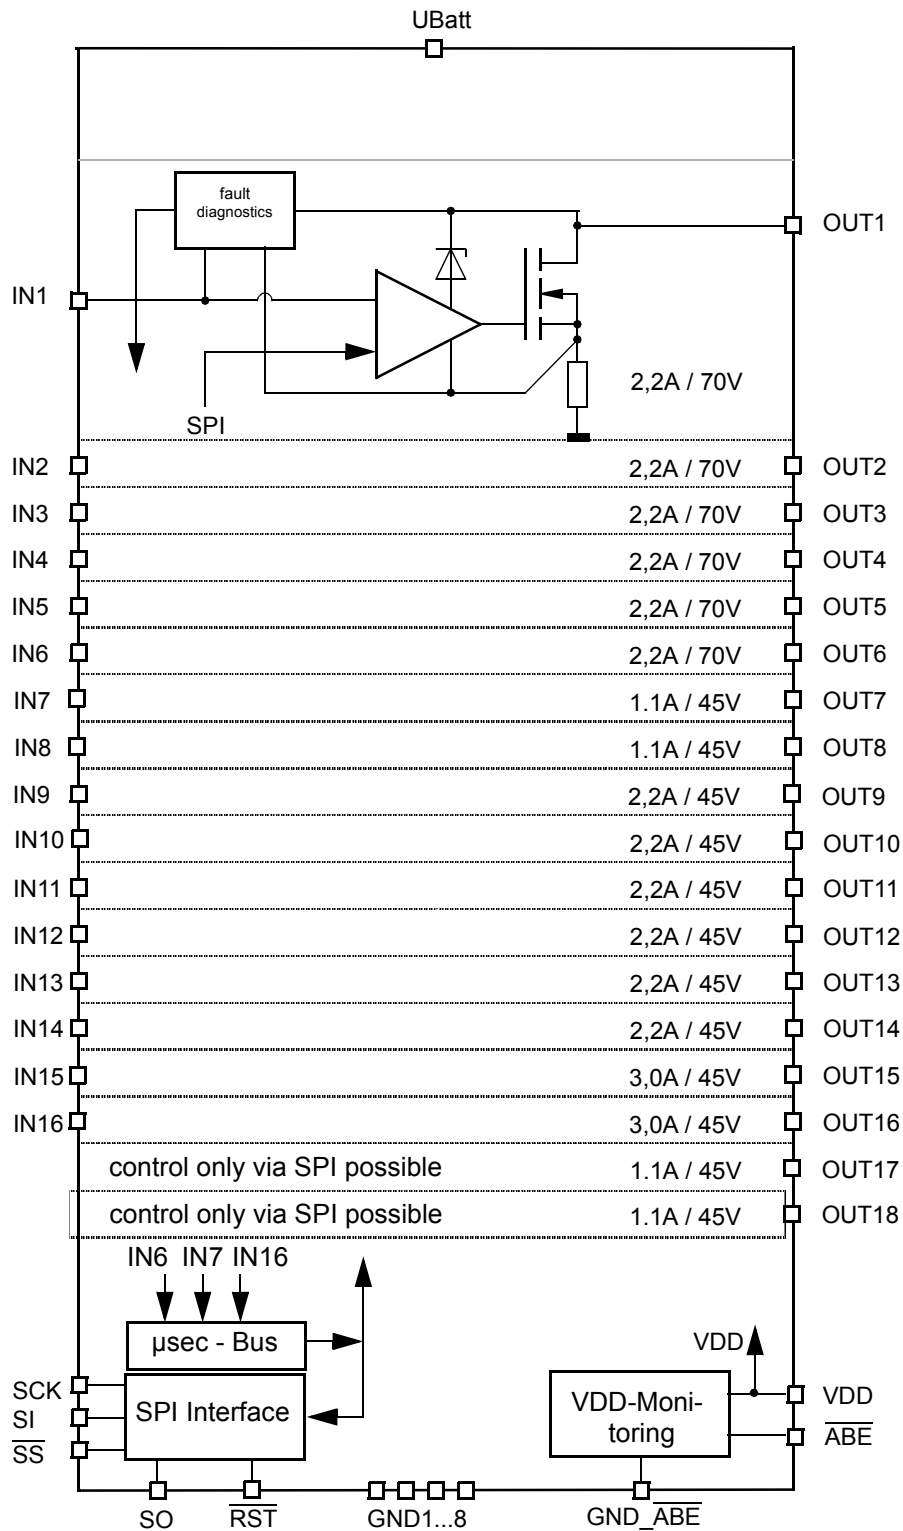 UBatt
fault
diagnostics
OUT1
IN1
2,2A / 70V
SPI
IN2 2,2A / 70V OUT2
IN3 2,2A / 70V OUT3
IN4 2,2A / 70V OUT4
IN5 2,2A / 70V OUT5
IN6 2,2A / 70V OUT6
IN7 1.1A / 45V OUT7
IN8 1.1A / 45V OUT8
IN9 2,2A / 45V OUT9
IN10 2,2A / 45V OUT10
IN11 2,2A / 45V OUT11
IN12 2,2A / 45V OUT12
IN13 2,2A / 45V OUT13
IN14 2,2A / 45V OUT14
IN15 3,0A / 45V OUT15
IN16 3,0A / 45V OUT16
control only via SPI possible 1.1A / 45V OUT17
control only via SPI possible 1.1A / 45V OUT18
IN6 IN7 IN16
µsec - Bus
VDD
SCK
SI
S̅S̅
SPI Interface
VDD-Moni-
toring
VDD
A̅B̅E̅
SO R̅S̅T̅ GND1...8 GND_A̅B̅E̅